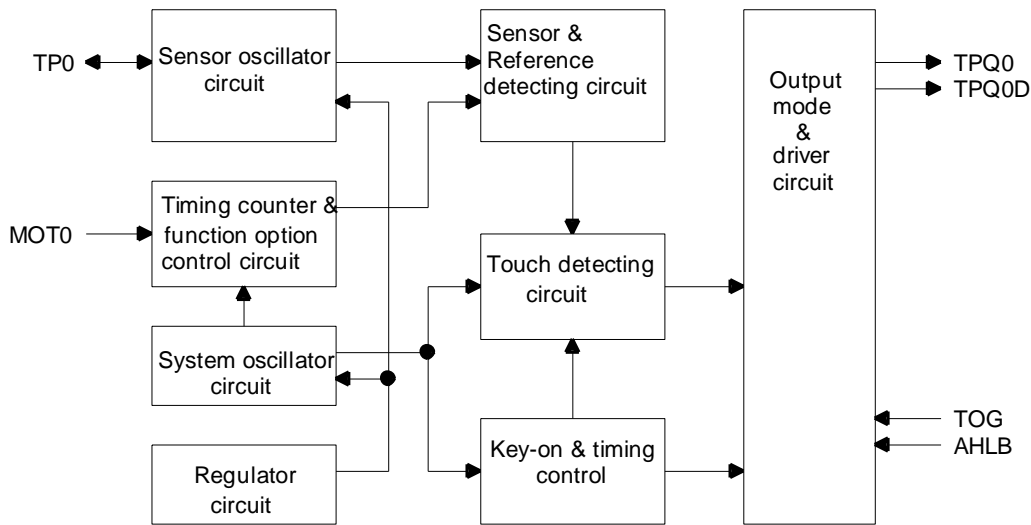 TP0
Sensor oscillator
circuit
Sensor &
Reference
detecting circuit
Output
mode
&
driver
circuit
TPQ0
TPQ0D
MOT0
Timing counter &
function option
control circuit
Touch detecting
circuit
System oscillator
circuit
Regulator
circuit
Key-on & timing
control
TOG
AHLB